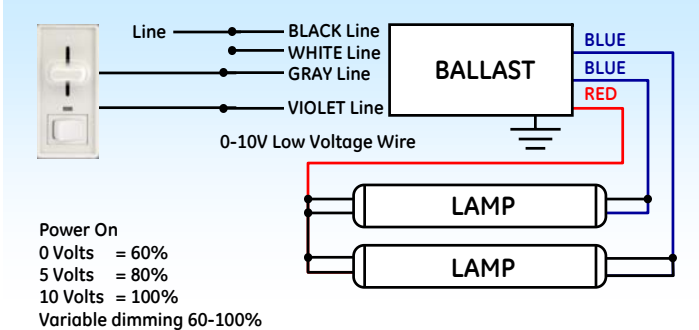 Line
BLACK Line
WHITE Line
GRAY Line
VIOLET Line
0-10V Low Voltage Wire
BALLAST
BLUE
BLUE
RED
LAMP
LAMP
Power On
0 Volts = 60%
5 Volts = 80%
10 Volts = 100%
Variable dimming 60-100%